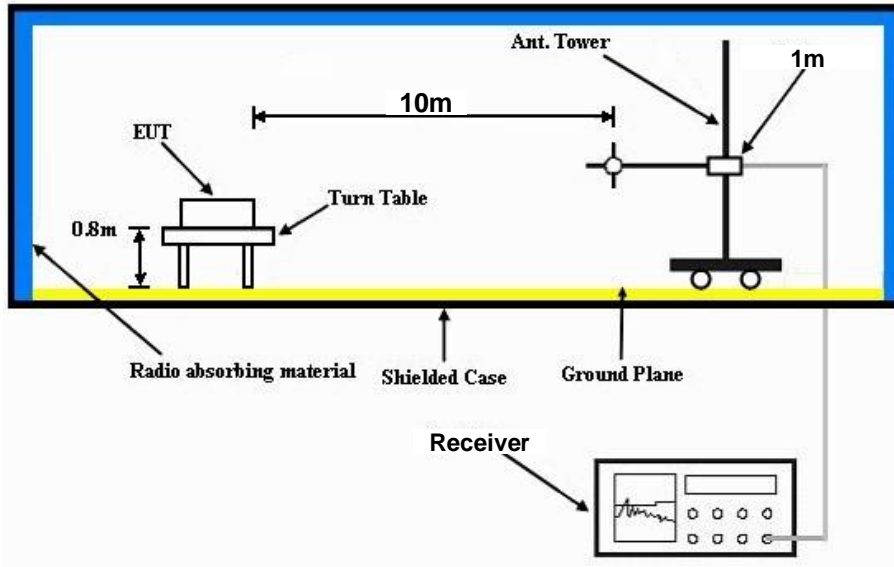 Ant. Tower
1m
10m
EUT
Turn Table
0.8m
Radio absorbing material
Shielded Case
Ground Plane
Receiver